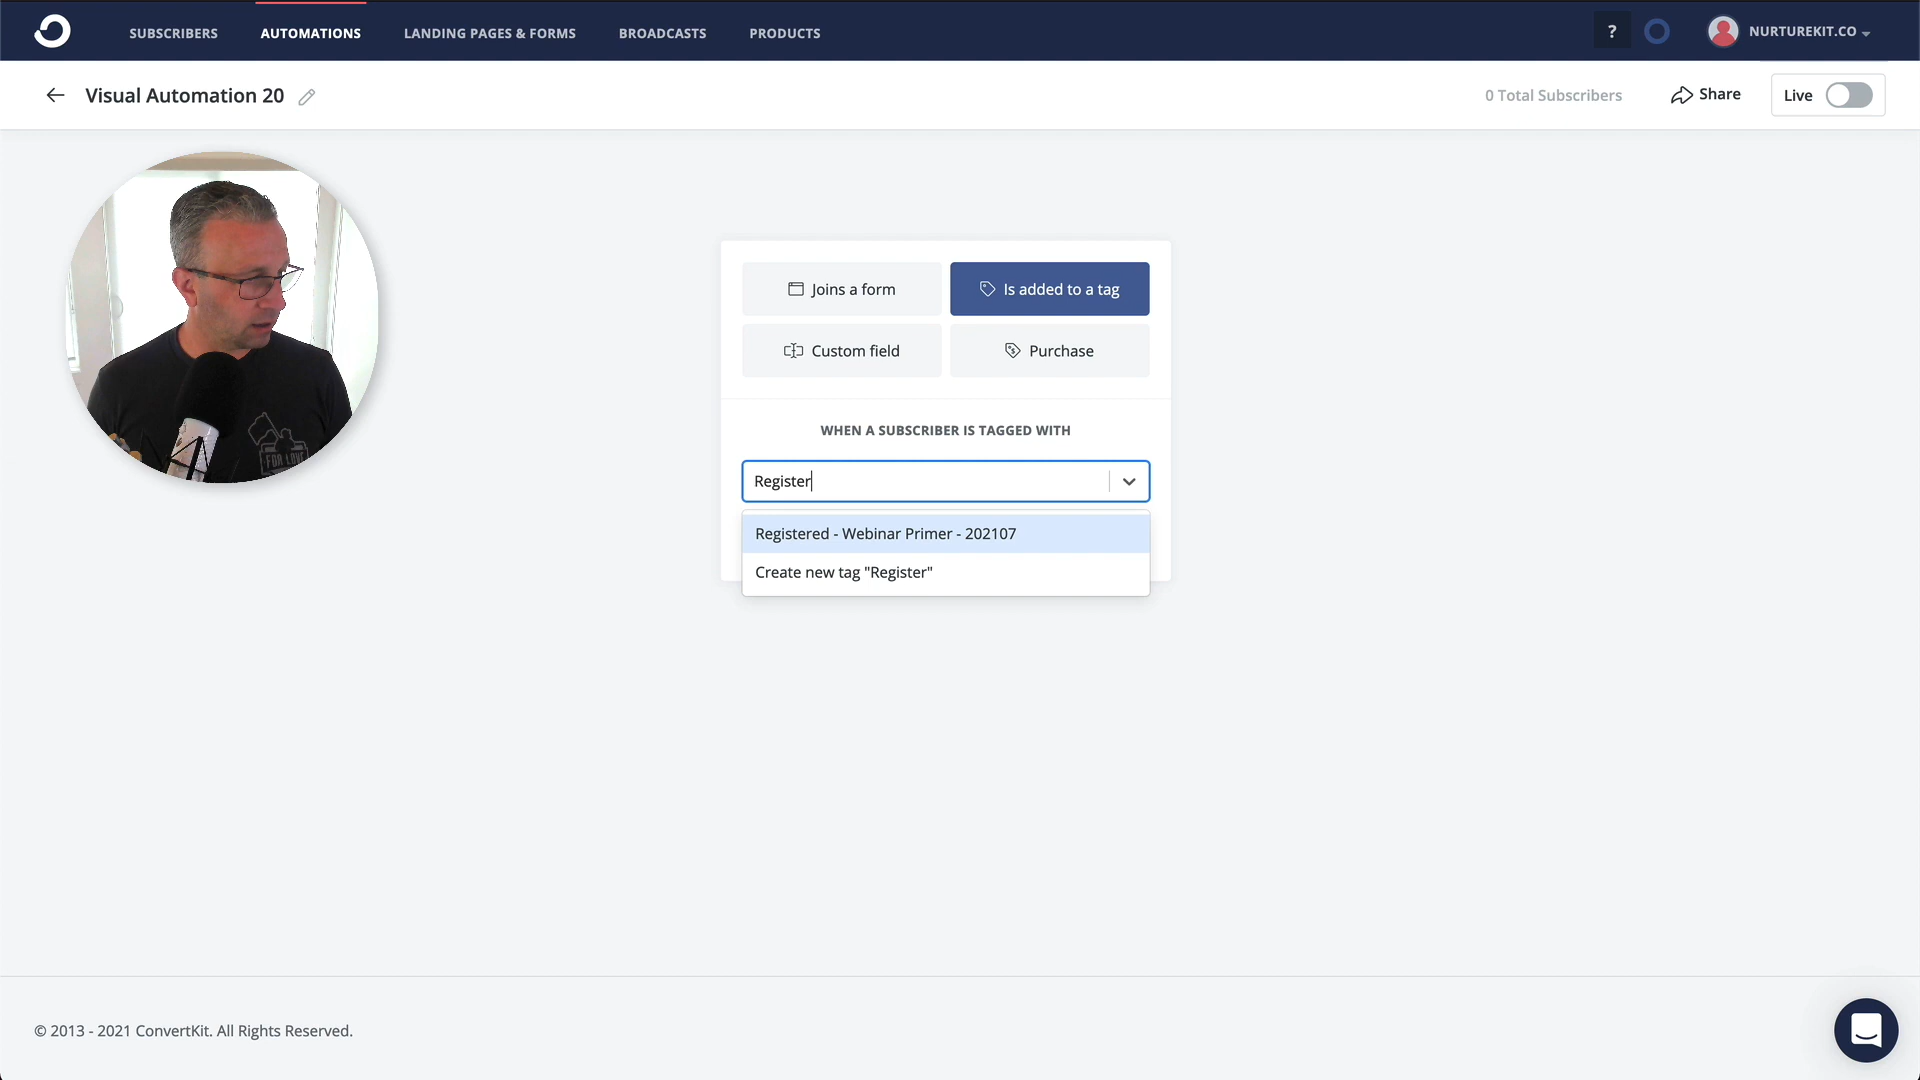 SUBSCRIBERS AUTOMATIONS LANDING PAGES & FORMS BROADCASTS PRODUCTS ? NURTUREKIT.CO
Visual Automation 20 0 Total Subscribers Share Live
Joins a form Is added to a tag
Custom field Purchase
WHEN A SUBSCRIBER IS TAGGED WITH
Register
Registered - Webinar Primer - 202107
Create new tag "Register"
FOR LOVE
© 2013 - 2021 ConvertKit. All Rights Reserved.